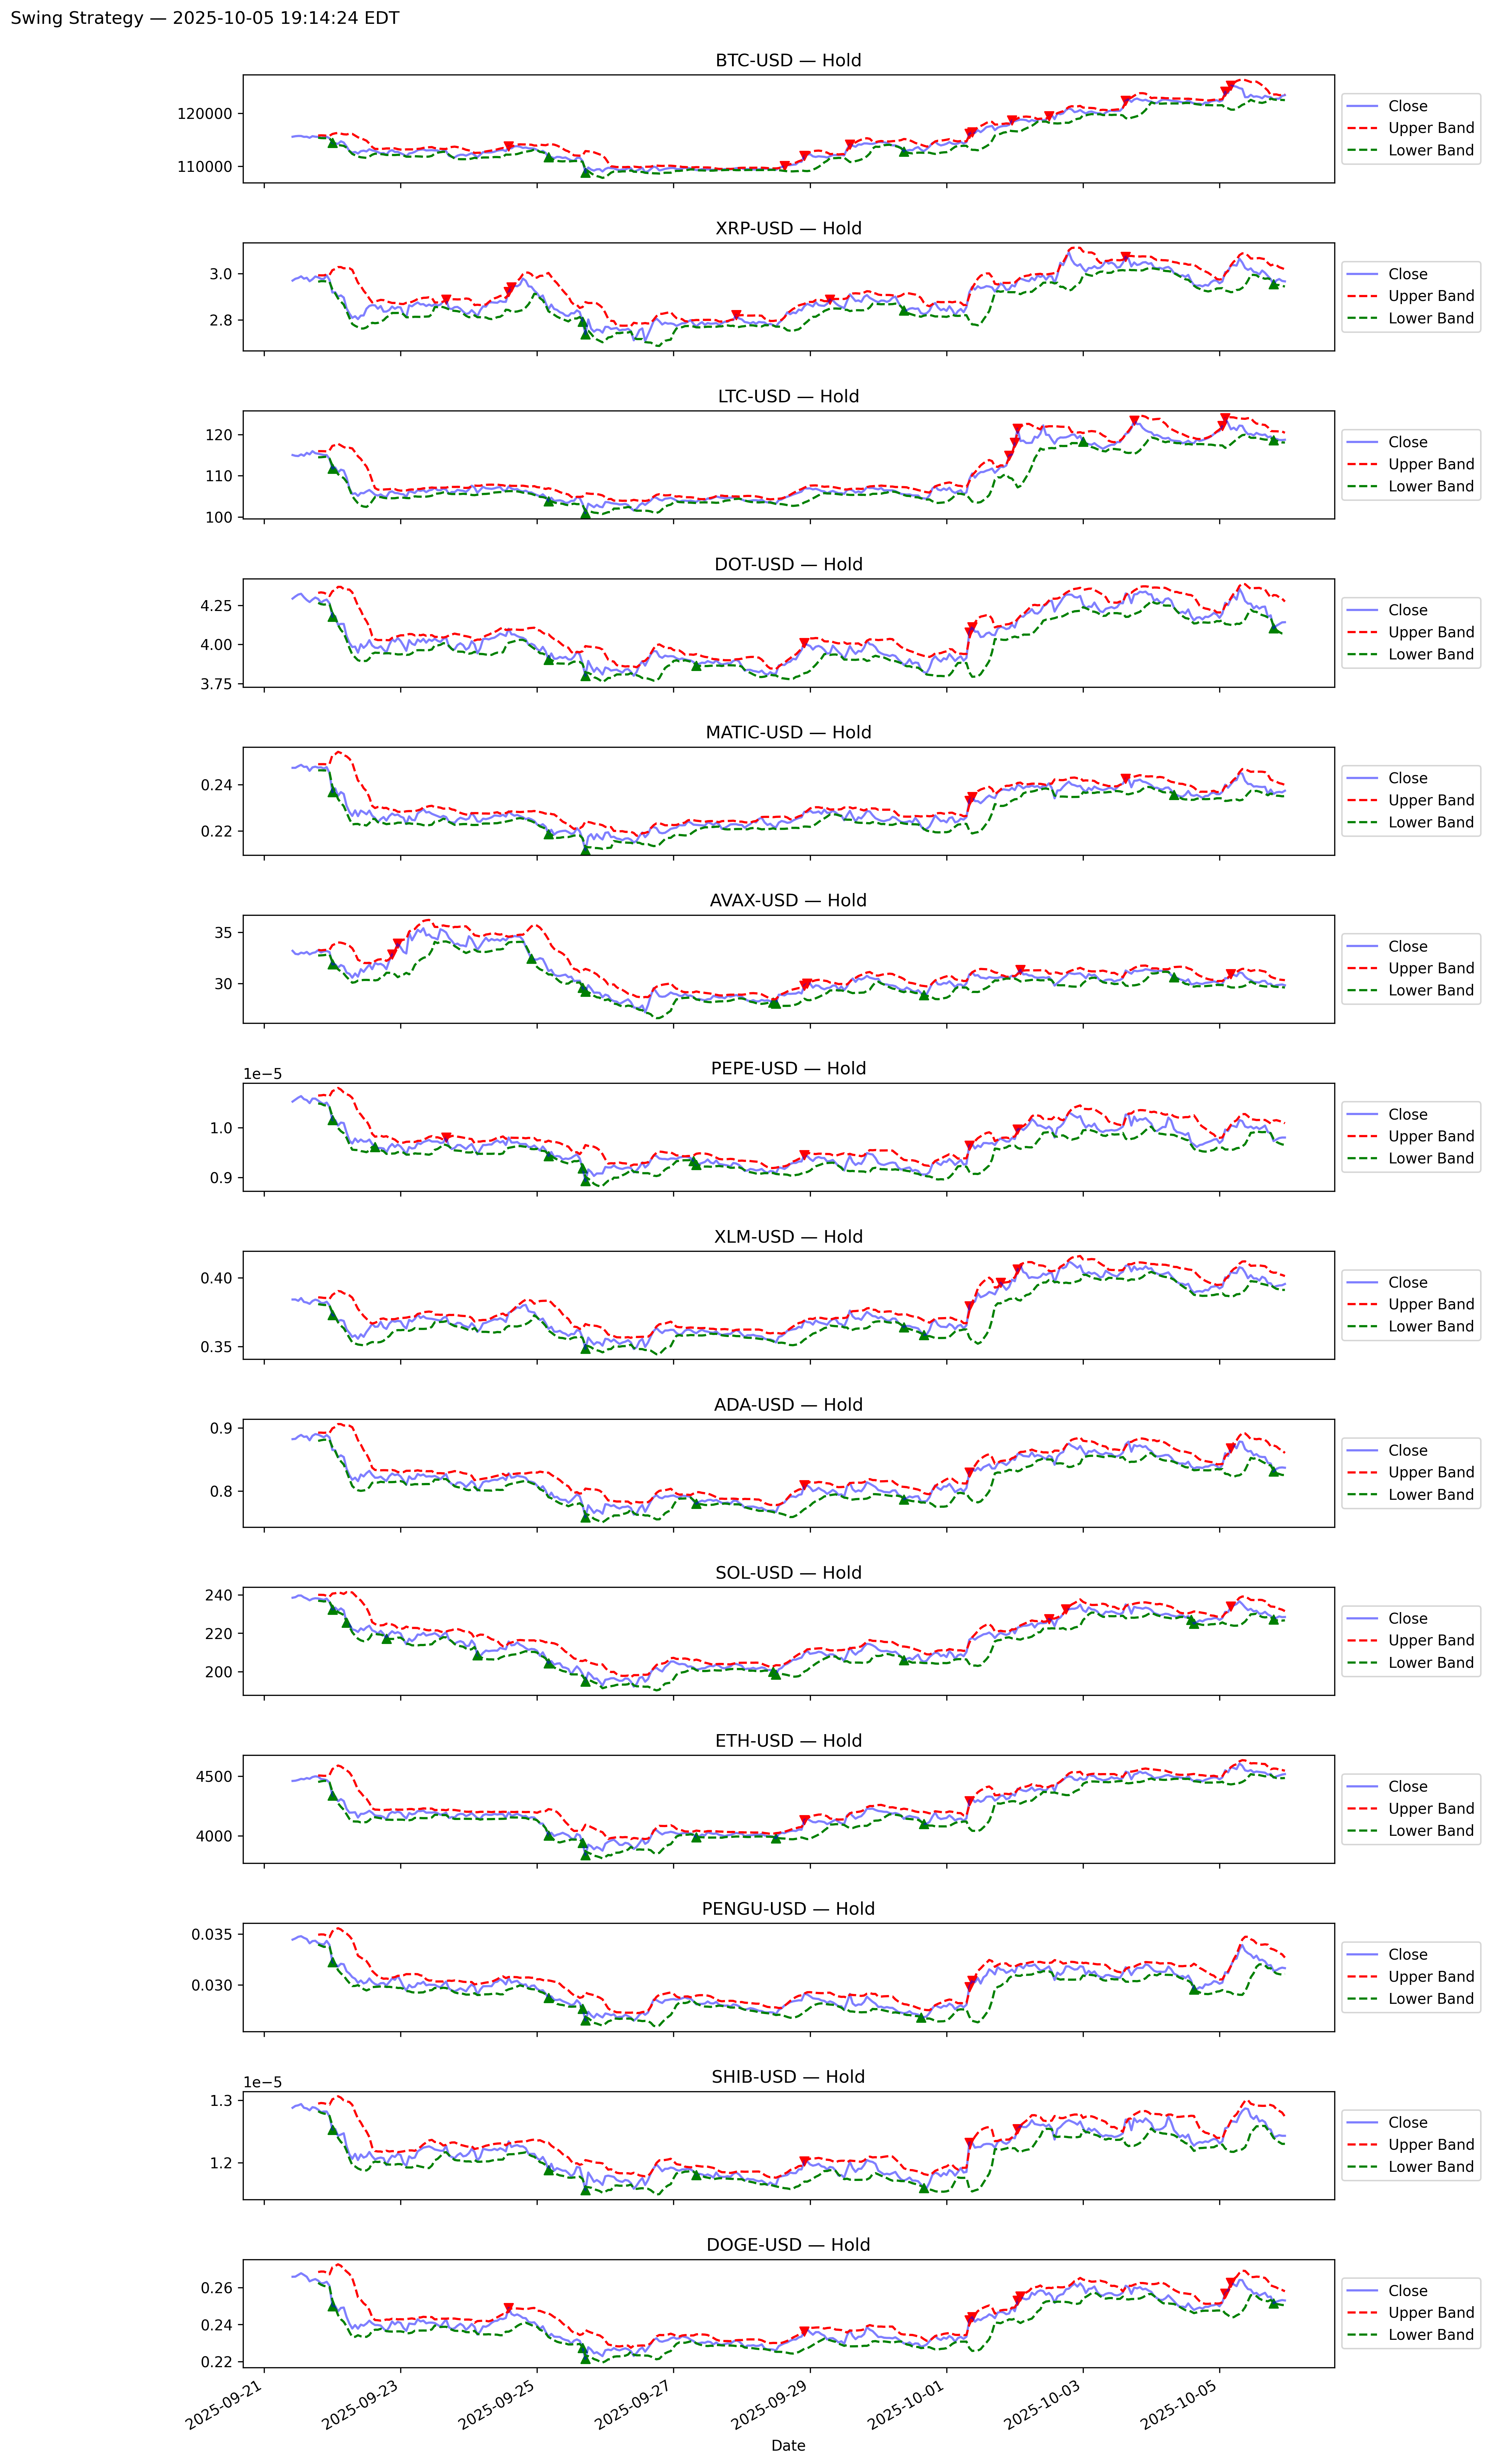 Swing Strategy — 2025-10-05 19:14:24 EDT
BTC-USD — Hold
120000
110000
Close
Upper Band
Lower Band
XRP-USD — Hold
3.0
2.8
Close
Upper Band
Lower Band
LTC-USD — Hold
120
110
100
Close
Upper Band
Lower Band
DOT-USD — Hold
4.25
4.00
3.75
Close
Upper Band
Lower Band
MATIC-USD — Hold
0.24
0.22
Close
Upper Band
Lower Band
AVAX-USD — Hold
35
30
Close
Upper Band
Lower Band
PEPE-USD — Hold
1e−5
1.0
0.9
Close
Upper Band
Lower Band
XLM-USD — Hold
0.40
0.35
Close
Upper Band
Lower Band
ADA-USD — Hold
0.9
0.8
Close
Upper Band
Lower Band
SOL-USD — Hold
240
220
200
Close
Upper Band
Lower Band
ETH-USD — Hold
4500
4000
Close
Upper Band
Lower Band
PENGU-USD — Hold
0.035
0.030
Close
Upper Band
Lower Band
SHIB-USD — Hold
1e−5
1.3
1.2
Close
Upper Band
Lower Band
DOGE-USD — Hold
0.26
0.24
0.22
Close
Upper Band
Lower Band
2025-09-21
2025-09-23
2025-09-25
2025-09-27
2025-09-29
2025-10-01
2025-10-03
2025-10-05
Date